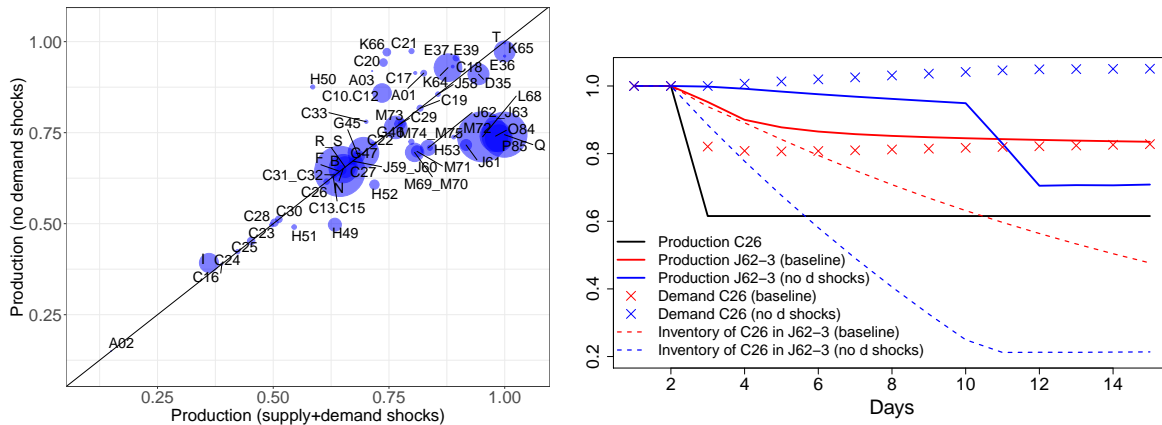 Production (no demand shocks)
1.00
0.75
0.50
0.25
0.25
0.50
0.75
1.00
Production (supply+demand shocks)
T
K66
C21
E37_E39
K65
C20
C18
E36
H50
A03
C17
K64
J58
D35
C10.C12
A01
C19
C33
M73
C29
J62
L68
G45
J63
R_S
C22
G46
M74
M75
M72
O84
F
B
G47
H53
P85
Q
C31_C32
C27
J59_J60
M71
J61
C26
N
H52
M69_M70
C13.C15
C28
C30
C23
H51
H49
C25
I
C24
C16
A02
1.0
0.8
0.6
0.4
0.2
Production C26
Production J62−3 (baseline)
Production J62−3 (no d shocks)
Demand C26 (baseline)
Demand C26 (no d shocks)
Inventory of C26 in J62−3 (baseline)
Inventory of C26 in J62−3 (no d shocks)
2
4
6
8
10
12
14
Days